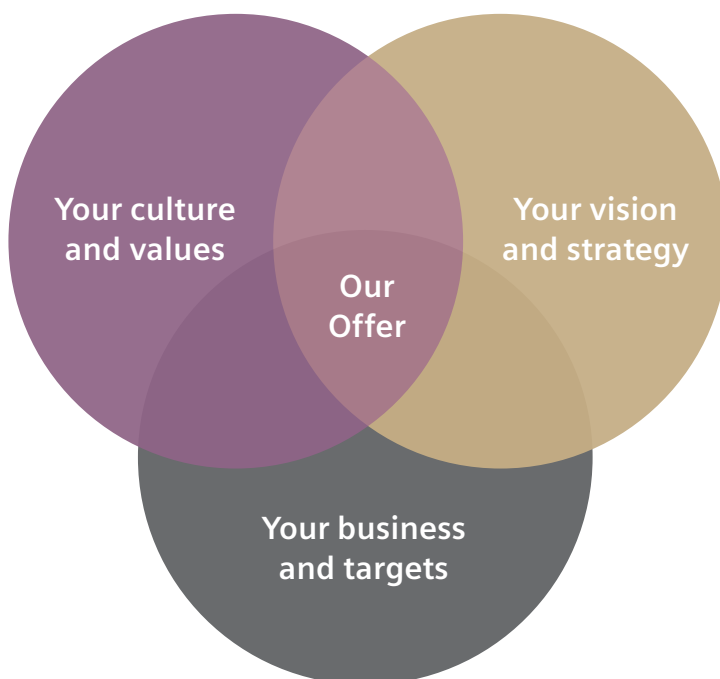 Your culture
and values
Your vision
and strategy
Our
Offer
Your business
and targets